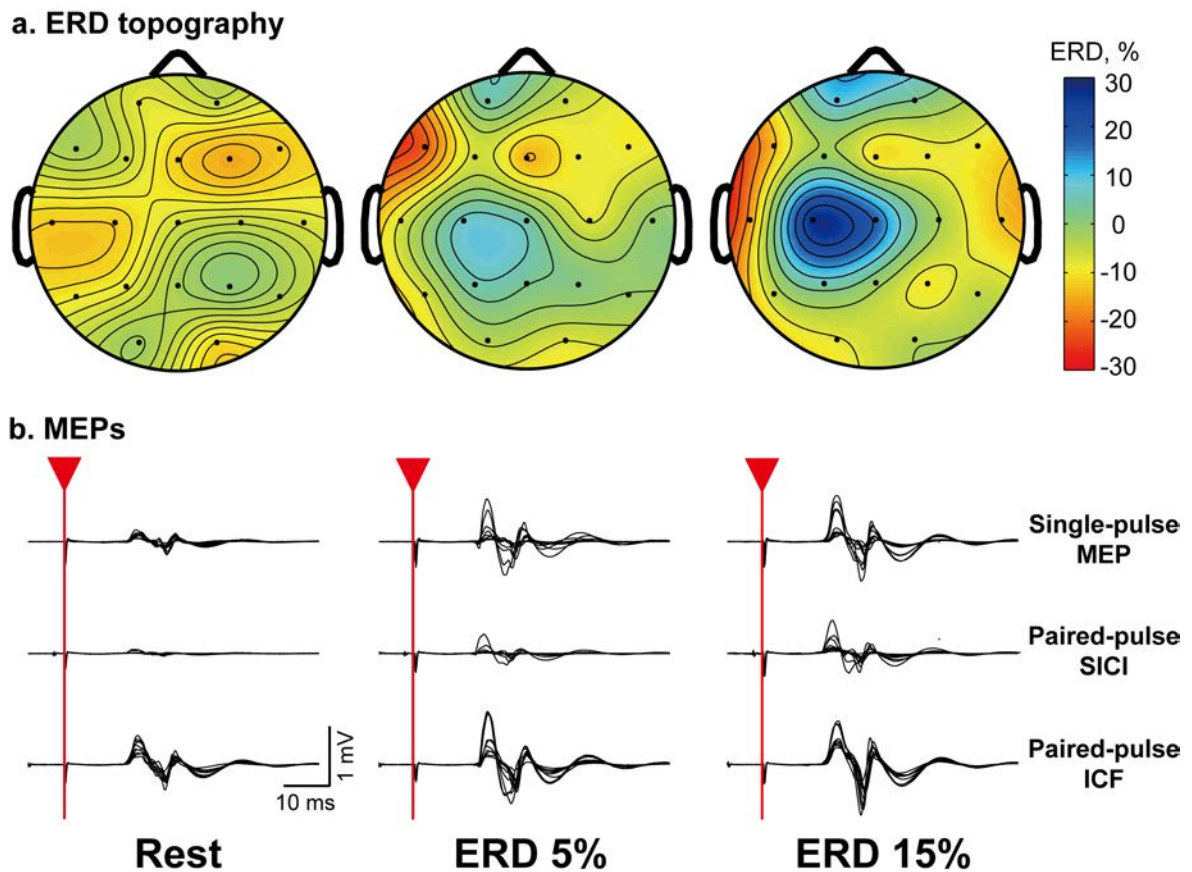 a. ERD topography
ERD, %
30
20
10
0
-10
-20
-30
b. MEPs
Single-pulse
MEP
Paired-pulse
SICI
Paired-pulse
ICF
1 mV
10 ms
Rest
ERD 5%
ERD 15%